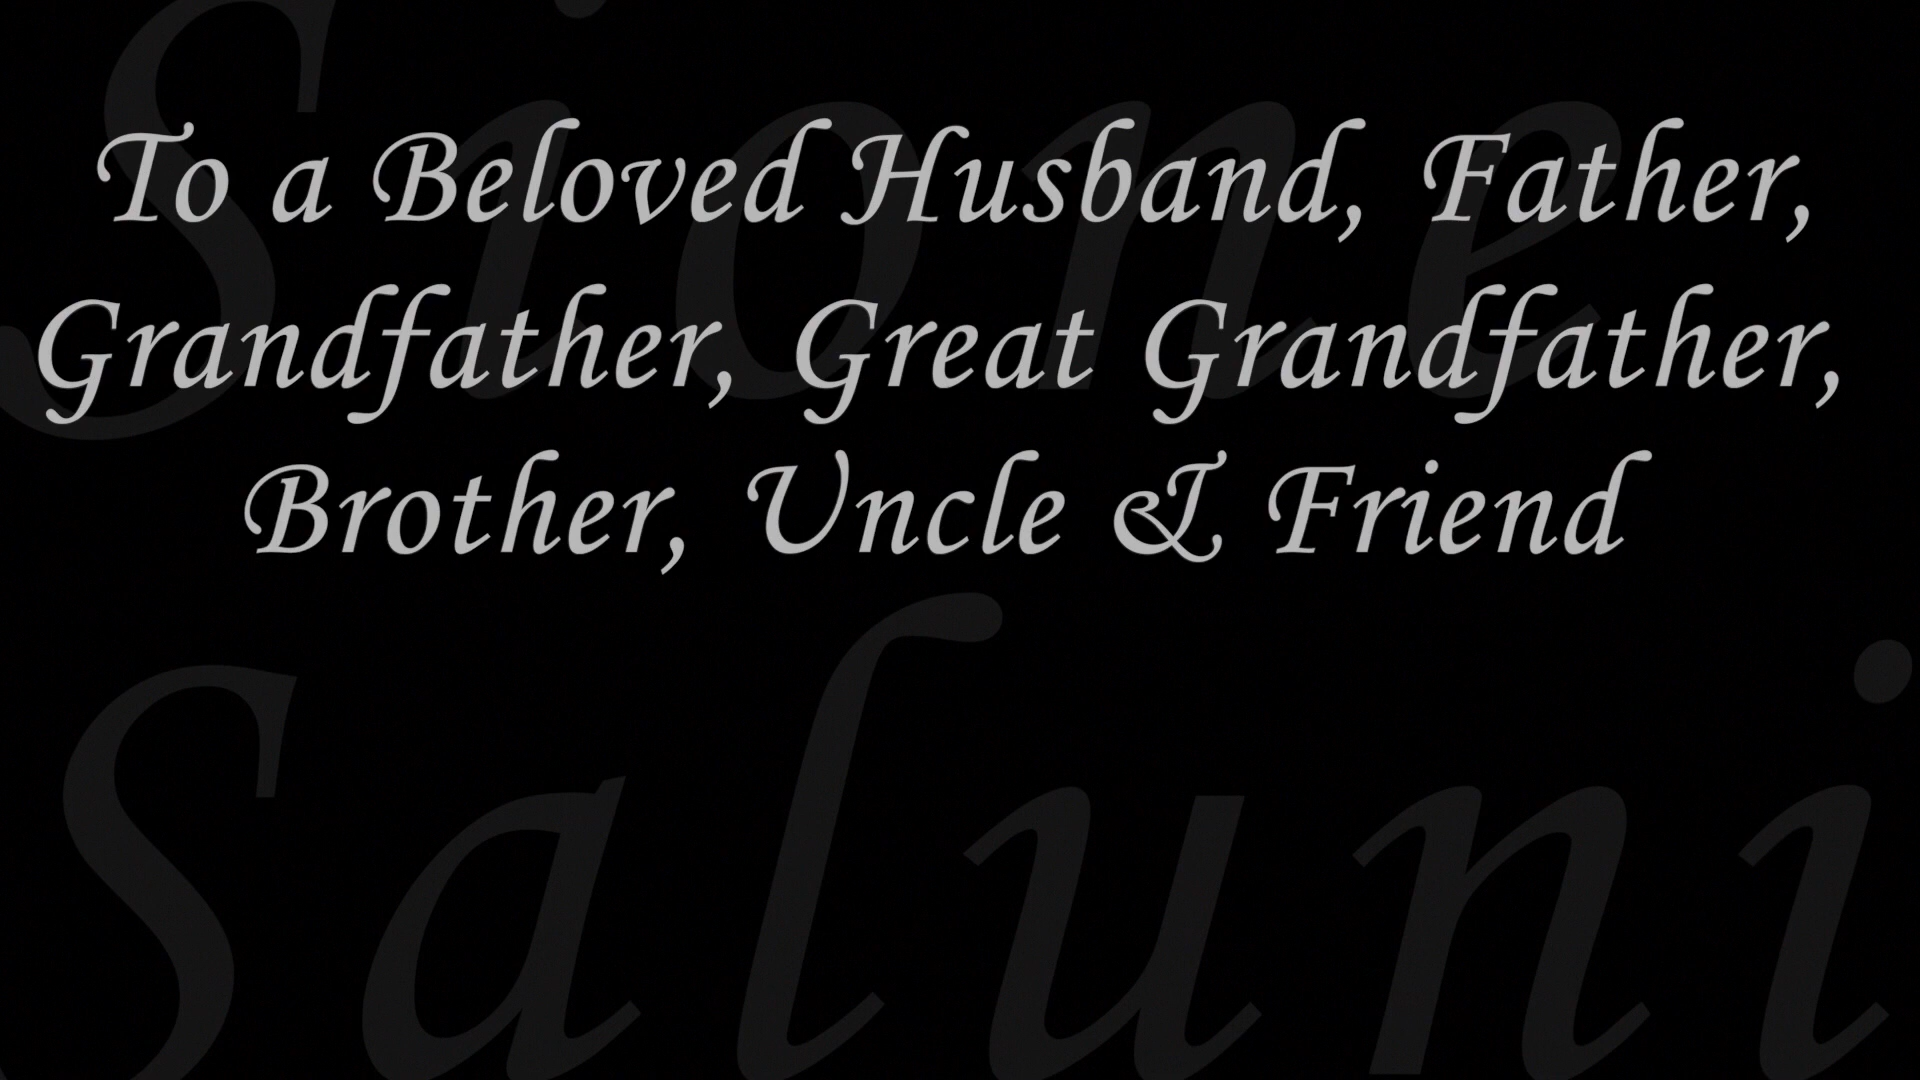 Sione
To a Beloved Husband, Father,
Grandfather, Great Grandfather,
Brother, Uncle & Friend
Saluni